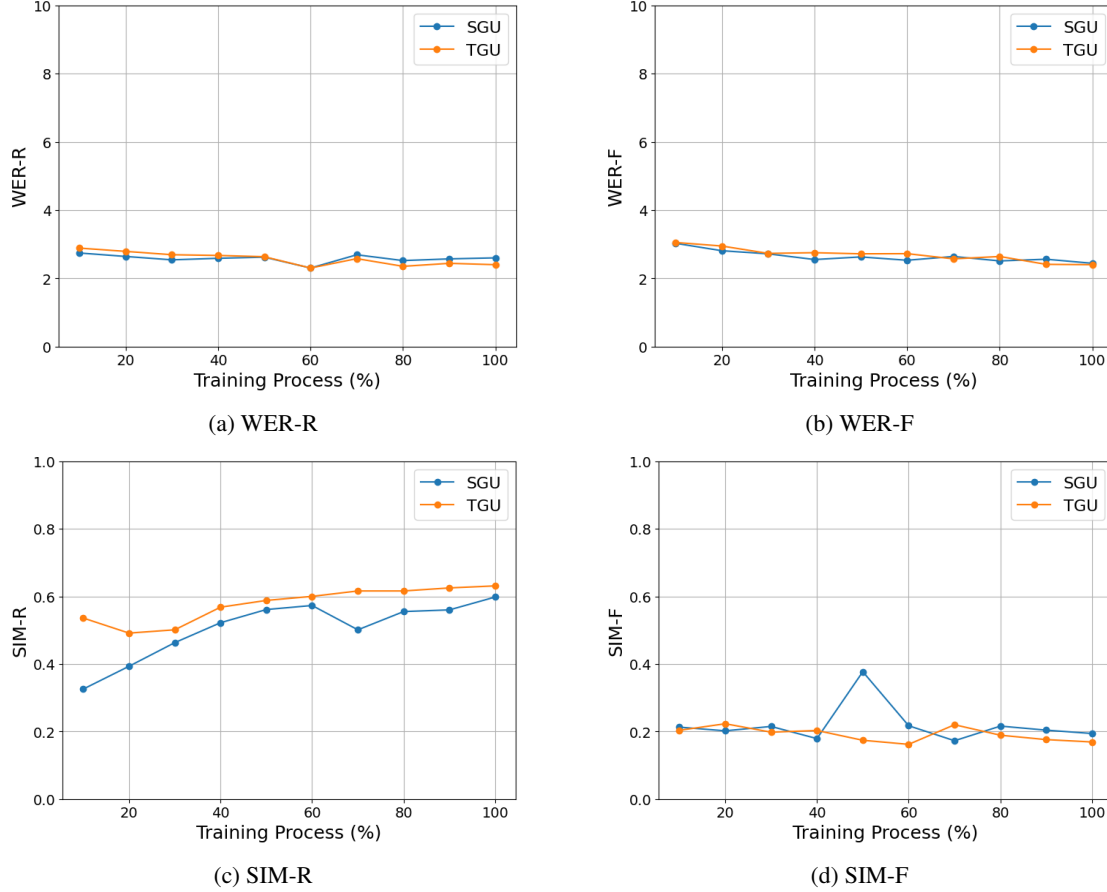 10
8
6
4
2
0
WER-R
20 40 60 80 100
Training Process (%)
SGU
TGU
(a) WER-R
10
8
6
4
2
0
WER-F
20 40 60 80 100
Training Process (%)
SGU
TGU
(b) WER-F
1.0
0.8
0.6
0.4
0.2
0.0
SIM-R
20 40 60 80 100
Training Process (%)
SGU
TGU
(c) SIM-R
1.0
0.8
0.6
0.4
0.2
0.0
SIM-F
20 40 60 80 100
Training Process (%)
SGU
TGU
(d) SIM-F